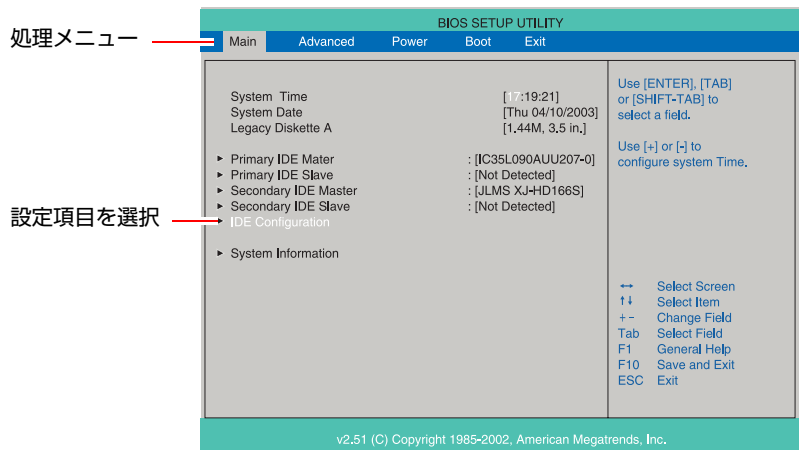 BIOS SETUP UTILITY
処理メニュー
Main Advanced Power Boot Exit
System Time [17:19:21]
System Date [Thu 04/10/2003]
Legacy Diskette A [1.44M, 3.5 in.]
Primary IDE Mater : [IC35L090AUU207-0]
Primary IDE Slave : [Not Detected]
Secondary IDE Master : [JLMS XJ-HD166S]
Secondary IDE Slave : [Not Detected]
設定項目を選択
IDE Configuration
System Information
Use [ENTER], [TAB]
or [SHIFT-TAB] to
select a field.
Use [+] or [-] to
configure system Time.
↔ Select Screen
↑↓ Select Item
+ - Change Field
Tab Select Field
F1 General Help
F10 Save and Exit
ESC Exit
v2.51 (C) Copyright 1985-2002, American Megatrends, Inc.